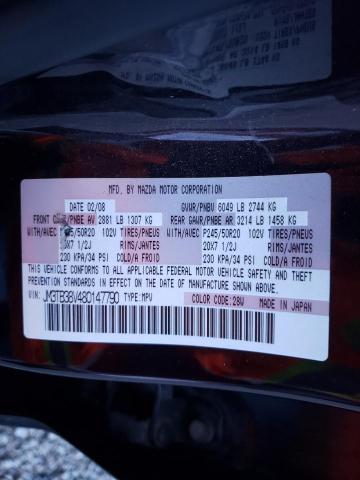 MFD. BY MAZDA MOTOR CORPORATION
DATE 02/08 GVWR/PNBV 6049 LB 2744 KG
FRONT /PNBE AV 2881 LB 1307 KG REAR GAWR/PNBE AR 3214 LB 1458 KG
WITH/AVEC 45/50R20 102V TIRES/PNEUS WITH/AVEC P245/50R20 102V TIRES/PNEUS
20X7 1/2J RIMS/JANTES 20X7 1/2J RIMS/JANTES
230 KPA/34 PSI COLD/A FROID 230 KPA/34 PSI COLD/A FROID
THIS VEHICLE CONFORMS TO ALL APPLICABLE FEDERAL MOTOR VEHICLE SAFETY AND THEFT
PREVENTION STANDARDS IN EFFECT ON THE DATE OF MANUFACTURE SHOWN ABOVE.
VIN: JM3TB38V480147790 TYPE:MPV COLOR CODE: 28W MADE IN JAPAN